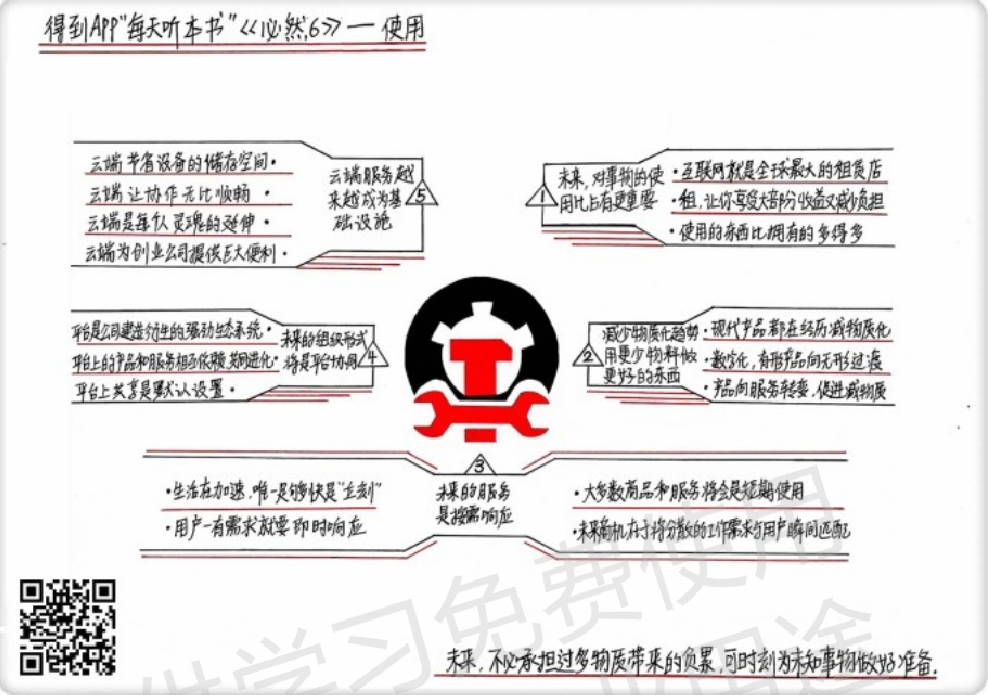 得到APP“每天听本书”《必然6》— 使用
1
未来，对事物的使
用比占有更重要
·互联网就是全球最大的租赁店
·租，让你享受大部分收益又减少负担
·使用的东西比拥有的多得多
2
减少物质化趋势
用更少物料做
更好的东西
·现代产品都在经历减物质化
·数字化，有形产品向无形过渡
·产品向服务转变，促进减物质
3
未来的服务
是按需响应
·生活在加速，唯一足够快是“立刻”
·用户一有需求就要即时响应
·大多数商品和服务将会是短期使用
·未来商机在于将分散的工作需求与用户瞬间匹配
4
未来的组织形式
将是平台协同
平台是公司建造衍生的强劲生态系统·
平台上的产品和服务相互依赖，共同进化·
平台上共享是默认设置·
5
云端服务越
来越成为基
础设施
云端节省设备的储存空间·
云端让协作无比顺畅·
云端是每个人灵魂的延伸·
云端为创业公司提供巨大便利·
未来，不必承担过多物质带来的负累，可时刻为未知事物做好准备.
学习免费使用